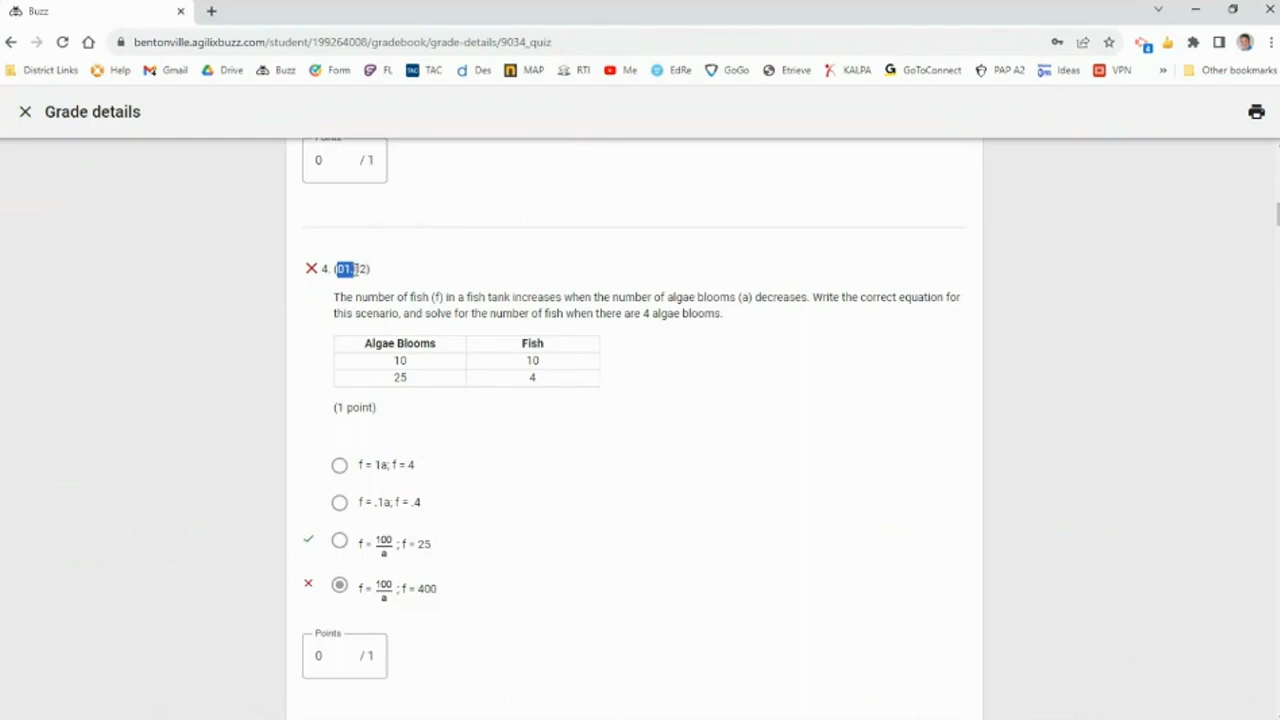 Buzz
bentonville.agilixbuzz.com/student/199264008/gradebook/grade-details/9034_quiz
District Links Help Gmail Drive Buzz Form FL TAC TAC Des MAP RTI Me EdRe GoGo Etrieve KALPA GoToConnect PAP A2 Ideas VPN » Other bookmarks
Grade details
0 / 1
4. (01. 2)
The number of fish (f) in a fish tank increases when the number of algae blooms (a) decreases. Write the correct equation for
this scenario, and solve for the number of fish when there are 4 algae blooms.
Algae Blooms Fish
10 10
25 4
(1 point)
f = 1a; f = 4
f = .1a; f = .4
f = 100/a ; f = 25
f = 100/a ; f = 400
Points
0 / 1